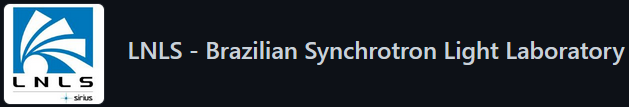 LNLS
sirius
LNLS - Brazilian Synchrotron Light Laboratory